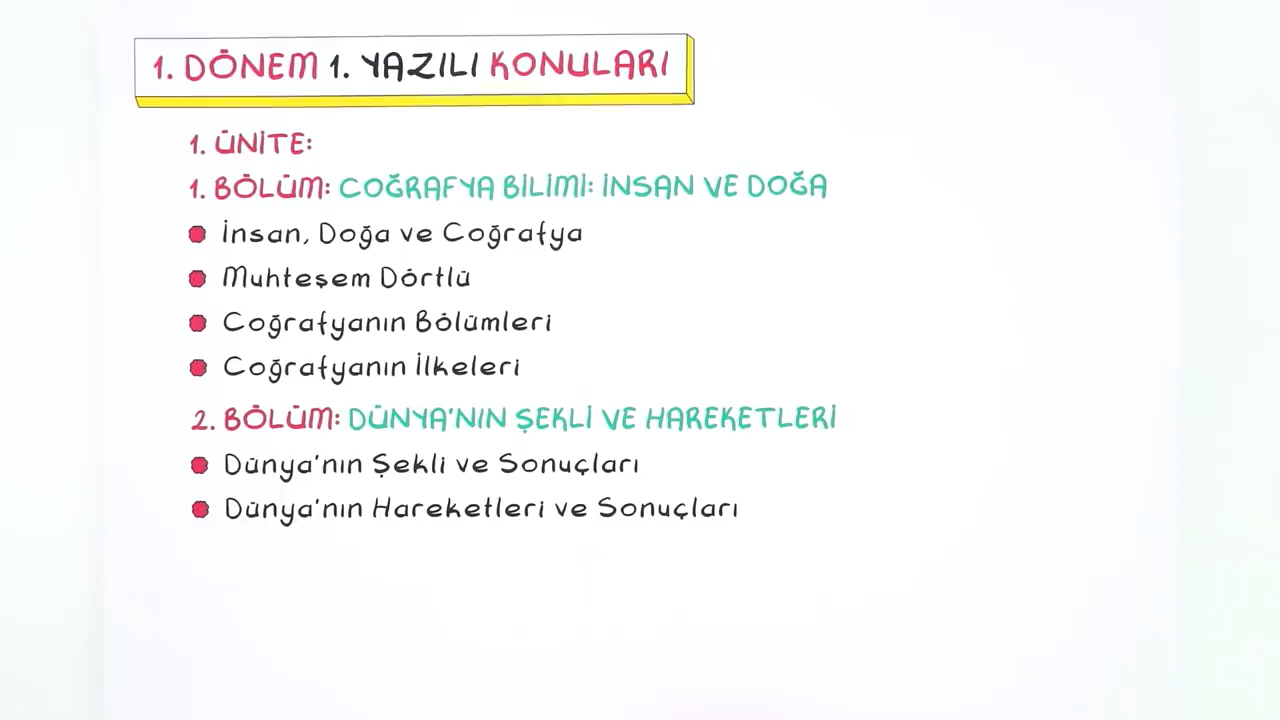 1. DÖNEM 1. YAZILI KONULARI
1. ÜNİTE:
1. BÖLÜM: COĞRAFYA BİLİMİ: İNSAN VE DOĞA
İnsan, Doğa ve Coğrafya
Muhteşem Dörtlü
Coğrafyanın Bölümleri
Coğrafyanın İlkeleri
2. BÖLÜM: DÜNYA'NIN ŞEKLİ VE HAREKETLERİ
Dünya'nın Şekli ve Sonuçları
Dünya'nın Hareketleri ve Sonuçları